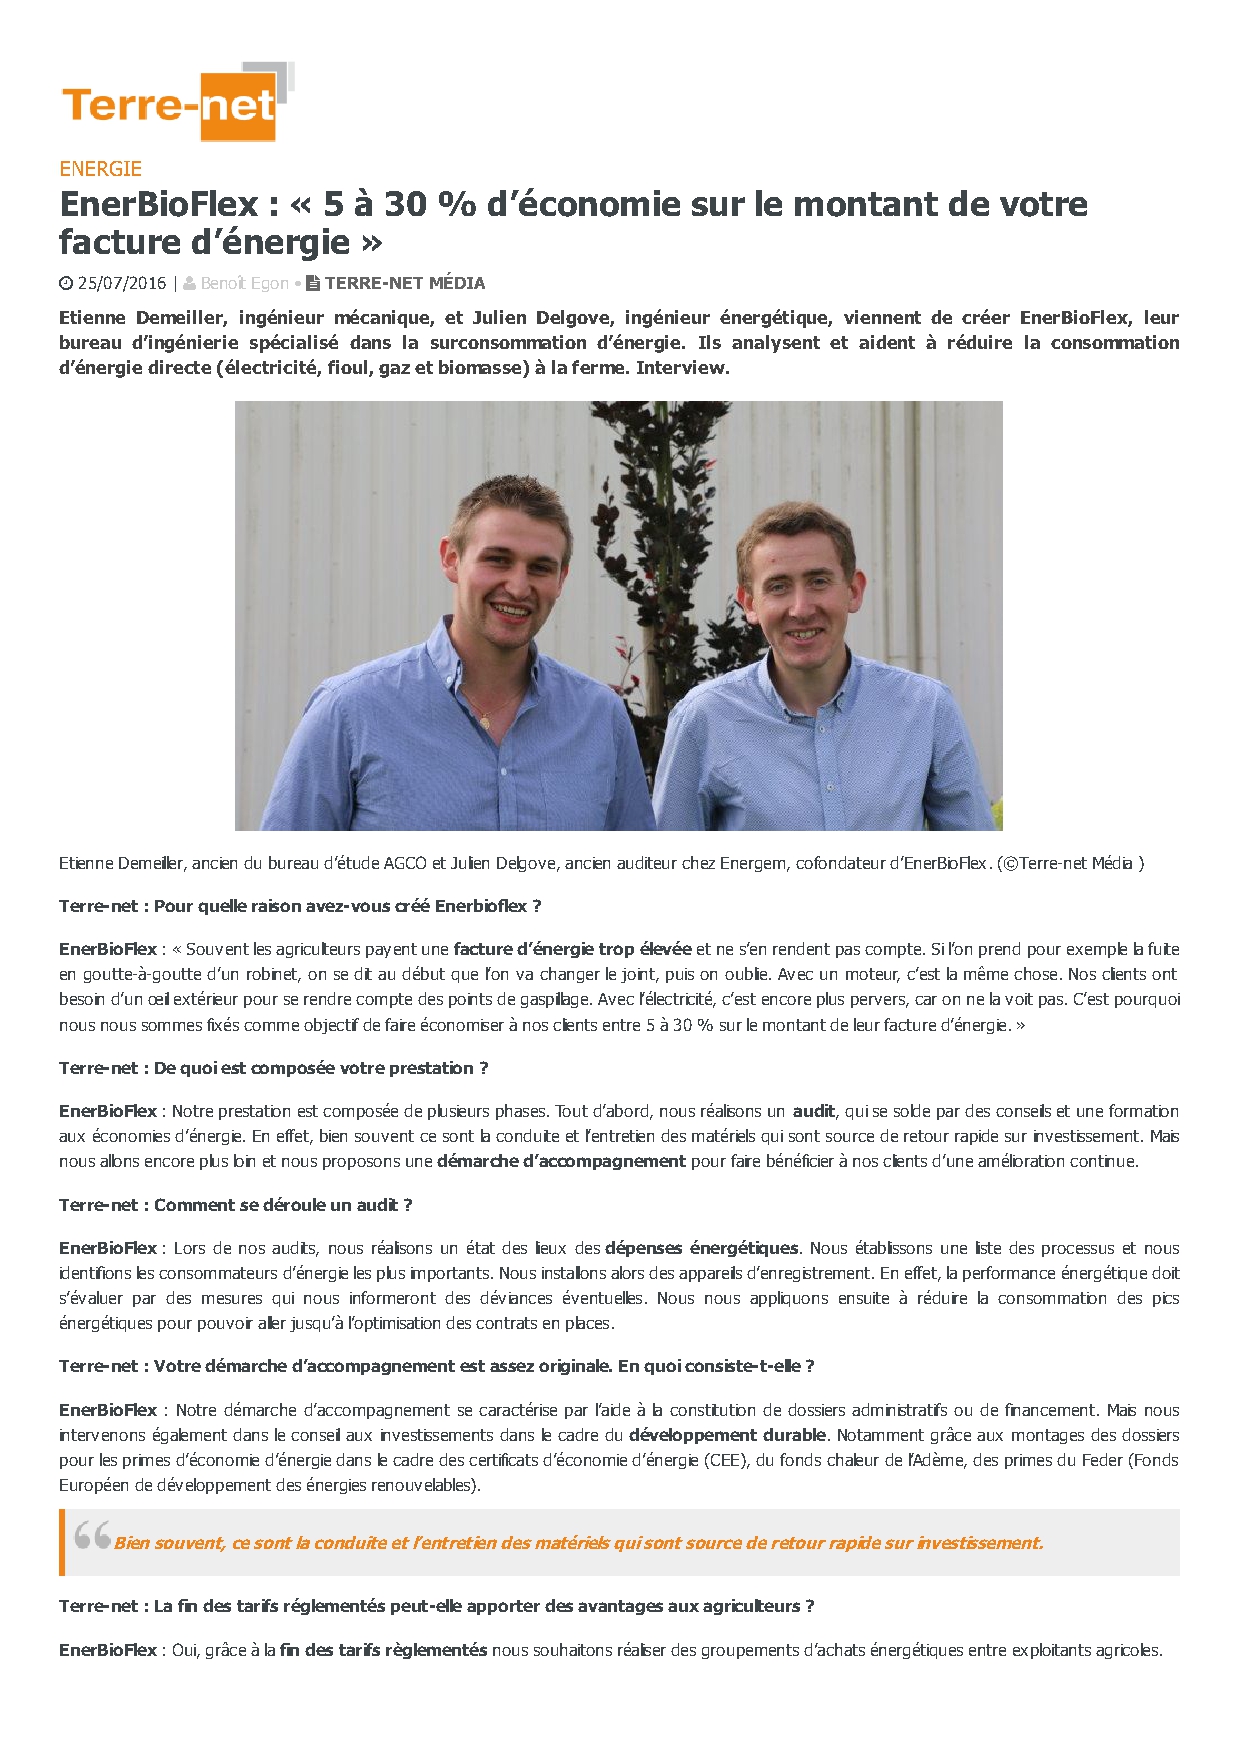 Terre-net
ENERGIE
EnerBioFlex : « 5 à 30 % d’économie sur le montant de votre
facture d’énergie »
25/07/2016 | Benoît Egon • TERRE-NET MÉDIA
Etienne Demeiller, ingénieur mécanique, et Julien Delgove, ingénieur énergétique, viennent de créer EnerBioFlex, leur
bureau d’ingénierie spécialisé dans la surconsommation d’énergie. Ils analysent et aident à réduire la consommation
d’énergie directe (électricité, fioul, gaz et biomasse) à la ferme. Interview.
Etienne Demeiller, ancien du bureau d’étude AGCO et Julien Delgove, ancien auditeur chez Energem, cofondateur d’EnerBioFlex. (©Terre-net Média )
Terre-net : Pour quelle raison avez-vous créé Enerbioflex ?
EnerBioFlex : « Souvent les agriculteurs payent une facture d’énergie trop élevée et ne s’en rendent pas compte. Si l’on prend pour exemple la fuite
en goutte-à-goutte d’un robinet, on se dit au début que l’on va changer le joint, puis on oublie. Avec un moteur, c’est la même chose. Nos clients ont
besoin d’un œil extérieur pour se rendre compte des points de gaspillage. Avec l’électricité, c’est encore plus pervers, car on ne la voit pas. C’est pourquoi
nous nous sommes fixés comme objectif de faire économiser à nos clients entre 5 à 30 % sur le montant de leur facture d’énergie. »
Terre-net : De quoi est composée votre prestation ?
EnerBioFlex : Notre prestation est composée de plusieurs phases. Tout d’abord, nous réalisons un audit, qui se solde par des conseils et une formation
aux économies d’énergie. En effet, bien souvent ce sont la conduite et l’entretien des matériels qui sont source de retour rapide sur investissement. Mais
nous allons encore plus loin et nous proposons une démarche d’accompagnement pour faire bénéficier à nos clients d’une amélioration continue.
Terre-net : Comment se déroule un audit ?
EnerBioFlex : Lors de nos audits, nous réalisons un état des lieux des dépenses énergétiques. Nous établissons une liste des processus et nous
identifions les consommateurs d’énergie les plus importants. Nous installons alors des appareils d’enregistrement. En effet, la performance énergétique doit
s’évaluer par des mesures qui nous informeront des déviances éventuelles. Nous nous appliquons ensuite à réduire la consommation des pics
énergétiques pour pouvoir aller jusqu’à l’optimisation des contrats en places.
Terre-net : Votre démarche d’accompagnement est assez originale. En quoi consiste-t-elle ?
EnerBioFlex : Notre démarche d’accompagnement se caractérise par l’aide à la constitution de dossiers administratifs ou de financement. Mais nous
intervenons également dans le conseil aux investissements dans le cadre du développement durable. Notamment grâce aux montages des dossiers
pour les primes d’économie d’énergie dans le cadre des certificats d’économie d’énergie (CEE), du fonds chaleur de l’Adème, des primes du Feder (Fonds
Européen de développement des énergies renouvelables).
“ Bien souvent, ce sont la conduite et l’entretien des matériels qui sont source de retour rapide sur investissement.
Terre-net : La fin des tarifs réglementés peut-elle apporter des avantages aux agriculteurs ?
EnerBioFlex : Oui, grâce à la fin des tarifs règlementés nous souhaitons réaliser des groupements d’achats énergétiques entre exploitants agricoles.